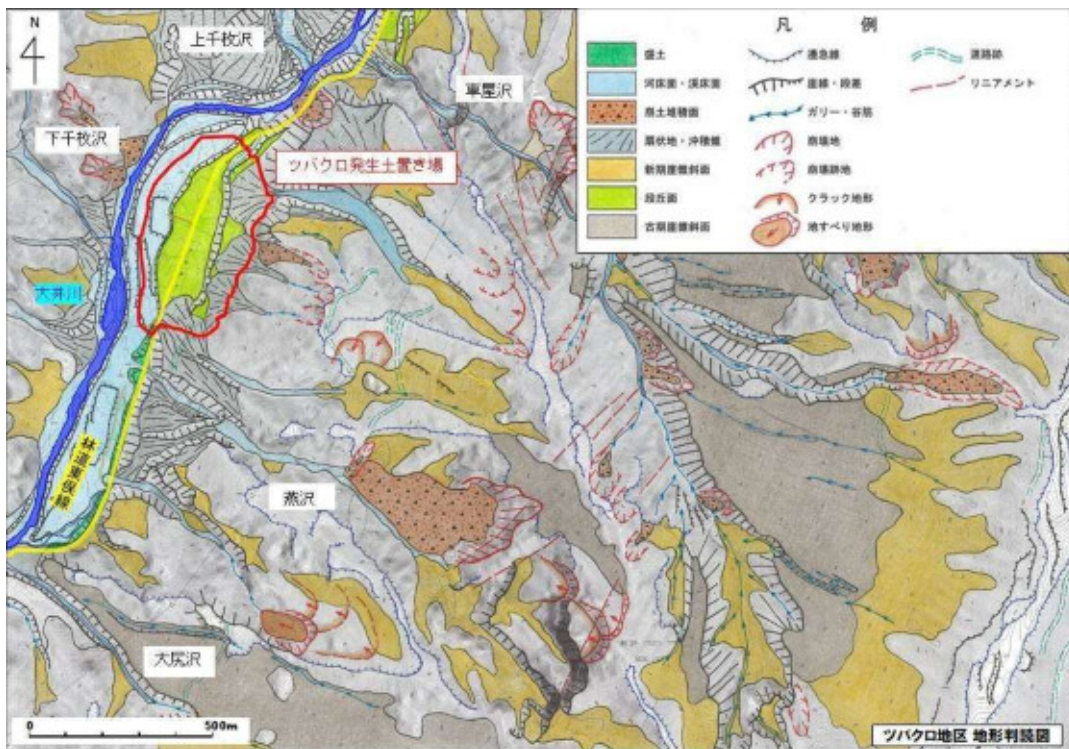 N
上千枚沢
車屋沢
下千枚沢
ツバクロ発生土置き場
大井川
林道東俣線
燕沢
大尻沢
0 500m
凡 例
盛土
河床面・渓床面
崩土堆積面
扇状地・沖積錐
新期崖錐斜面
段丘面
古期崖錐斜面
遷急線
崖線・段差
ガリー・谷筋
崩壊地
崩壊跡地
クラック地形
地すべり地形
道路跡
リニアメント
ツバクロ地区 地形判読図